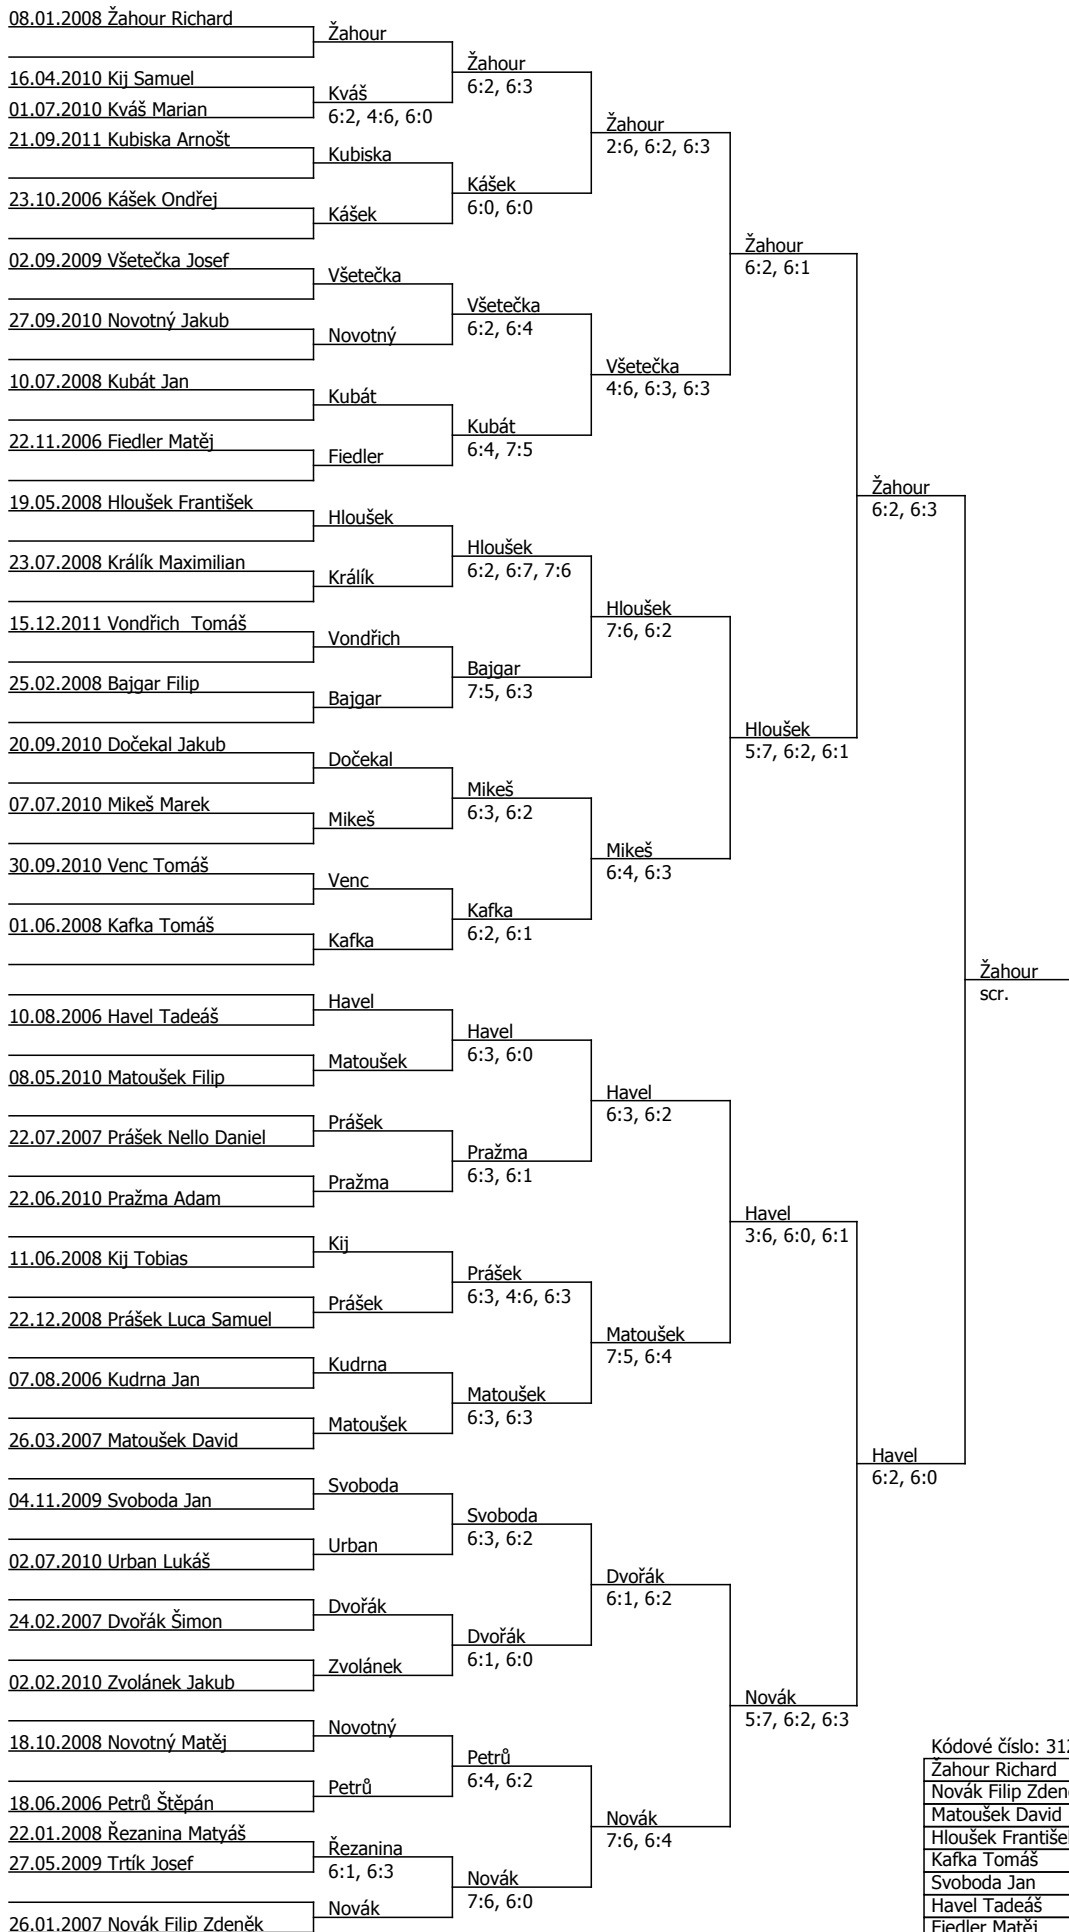 08.01.2008 Žahour Richard
16.04.2010 Kij Samuel
01.07.2010 Kváš Marian
21.09.2011 Kubiska Arnošt
23.10.2006 Kášek Ondřej
02.09.2009 Všetečka Josef
27.09.2010 Novotný Jakub
10.07.2008 Kubát Jan
22.11.2006 Fiedler Matěj
19.05.2008 Hloušek František
23.07.2008 Králík Maximilian
15.12.2011 Vondřich  Tomáš
25.02.2008 Bajgar Filip
20.09.2010 Dočekal Jakub
07.07.2010 Mikeš Marek
30.09.2010 Venc Tomáš
01.06.2008 Kafka Tomáš
10.08.2006 Havel Tadeáš
08.05.2010 Matoušek Filip
22.07.2007 Prášek Nello Daniel
22.06.2010 Pražma Adam
11.06.2008 Kij Tobias
22.12.2008 Prášek Luca Samuel
07.08.2006 Kudrna Jan
26.03.2007 Matoušek David
04.11.2009 Svoboda Jan
02.07.2010 Urban Lukáš
24.02.2007 Dvořák Šimon
02.02.2010 Zvolánek Jakub
18.10.2008 Novotný Matěj
18.06.2006 Petrů Štěpán
22.01.2008 Řezanina Matyáš
27.05.2009 Trtík Josef
26.01.2007 Novák Filip Zdeněk
Žahour
Kváš
6:2, 4:6, 6:0
Kubiska
Kášek
Všetečka
Novotný
Kubát
Fiedler
Hloušek
Králík
Vondřich
Bajgar
Dočekal
Mikeš
Venc
Kafka
Havel
Matoušek
Prášek
Pražma
Kij
Prášek
Kudrna
Matoušek
Svoboda
Urban
Dvořák
Zvolánek
Novotný
Petrů
Řezanina
6:1, 6:3
Novák
Žahour
6:2, 6:3
Kášek
6:0, 6:0
Všetečka
6:2, 6:4
Kubát
6:4, 7:5
Hloušek
6:2, 6:7, 7:6
Bajgar
7:5, 6:3
Mikeš
6:3, 6:2
Kafka
6:2, 6:1
Havel
6:3, 6:0
Pražma
6:3, 6:1
Prášek
6:3, 4:6, 6:3
Matoušek
6:3, 6:3
Svoboda
6:3, 6:2
Dvořák
6:1, 6:0
Petrů
6:4, 6:2
Novák
7:6, 6:0
Žahour
2:6, 6:2, 6:3
Všetečka
4:6, 6:3, 6:3
Hloušek
7:6, 6:2
Mikeš
6:4, 6:3
Havel
6:3, 6:2
Matoušek
7:5, 6:4
Dvořák
6:1, 6:2
Novák
7:6, 6:4
Žahour
6:2, 6:1
Hloušek
5:7, 6:2, 6:1
Havel
3:6, 6:0, 6:1
Novák
5:7, 6:2, 6:3
Žahour
6:2, 6:3
Havel
6:2, 6:0
Žahour
scr.
Kódové číslo: 312
Žahour Richard
Novák Filip Zden
Matoušek David
Hloušek Františe
Kafka Tomáš
Svoboda Jan
Havel Tadeáš
Fiedler Matěj